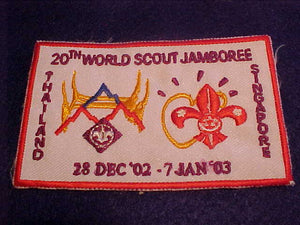 20TH WORLD SCOUT JAMBOREE
THAILAND
SINGAPORE
28 DEC '02 - 7 JAN '03